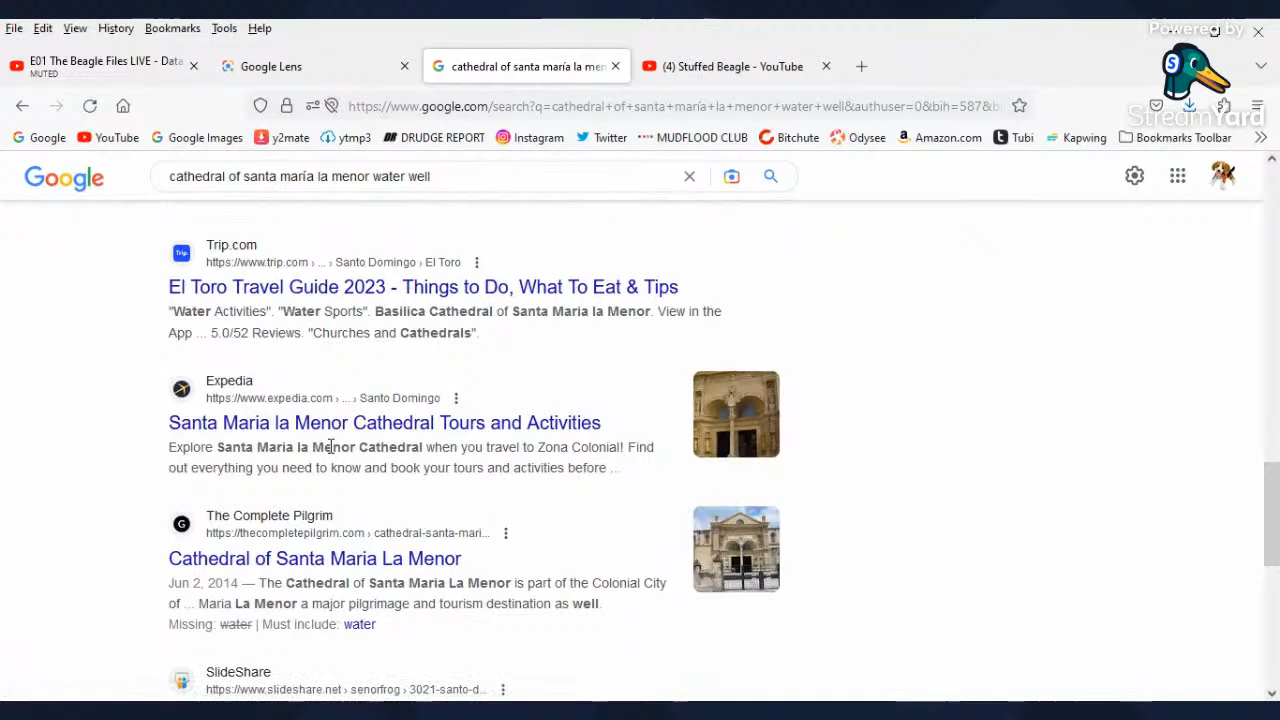 Powered by
StreamYard
File Edit View History Bookmarks Tools Help
E01 The Beagle Files LIVE - Data
MUTED
Google Lens
cathedral of santa maría la men
(4) Stuffed Beagle - YouTube
https://www.google.com/search?q=cathedral+of+santa+maría+la+menor+water+well&authuser=0&bih=587&b
Google YouTube Google Images y2mate ytmp3 DRUDGE REPORT Instagram Twitter MUDFLOOD CLUB Bitchute Odysee Amazon.com Tubi Kapwing Bookmarks Toolbar
Google
cathedral of santa maría la menor water well
Trip.com
https://www.trip.com › ... › Santo Domingo › El Toro
El Toro Travel Guide 2023 - Things to Do, What To Eat & Tips
"Water Activities". "Water Sports". Basilica Cathedral of Santa Maria la Menor. View in the
App ... 5.0/52 Reviews. "Churches and Cathedrals".
Expedia
https://www.expedia.com › ... › Santo Domingo
Santa Maria la Menor Cathedral Tours and Activities
Explore Santa Maria la Menor Cathedral when you travel to Zona Colonial! Find
out everything you need to know and book your tours and activities before ...
The Complete Pilgrim
https://thecompletepilgrim.com › cathedral-santa-mari...
Cathedral of Santa Maria La Menor
Jun 2, 2014 — The Cathedral of Santa Maria La Menor is part of the Colonial City
of ... Maria La Menor a major pilgrimage and tourism destination as well.
Missing: water | Must include: water
SlideShare
https://www.slideshare.net › senorfrog › 3021-santo-d...